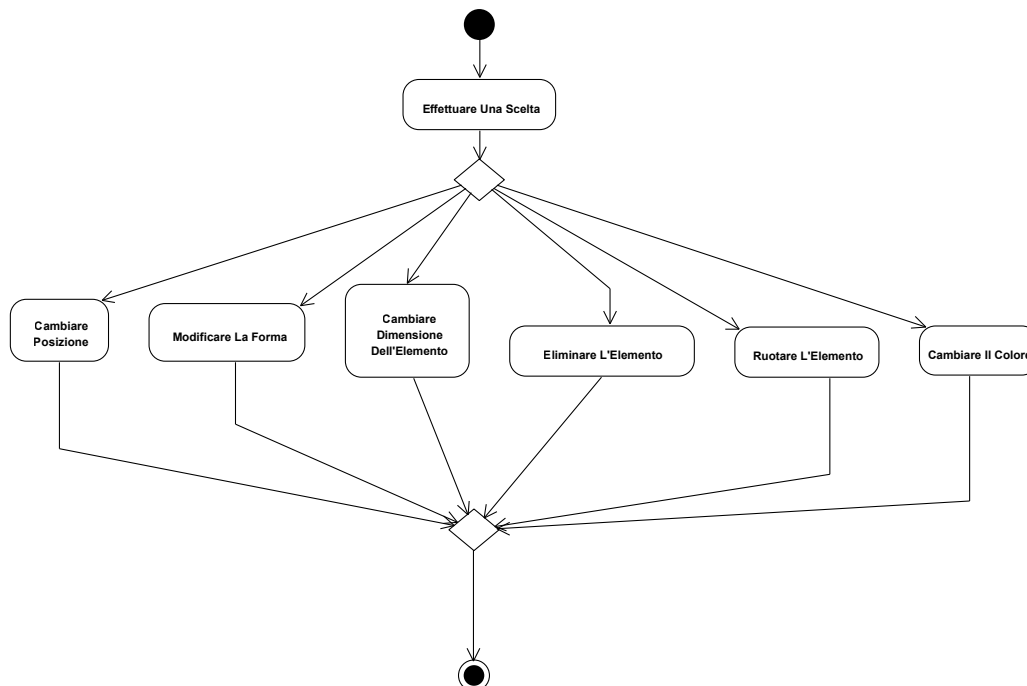 Effettuare Una Scelta
Cambiare
Posizione
Modificare La Forma
Cambiare
Dimensione
Dell'Elemento
Eliminare L'Elemento
Ruotare L'Elemento
Cambiare Il Colore